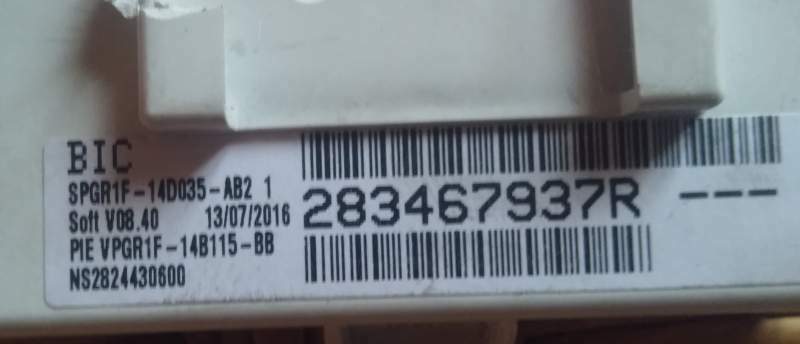 BIC
SPGR1F-14D035-AB2 1
Soft V08.40 13/07/2016
PIE VPGR1F-14B115-BB
NS2824430600
283467937R ---